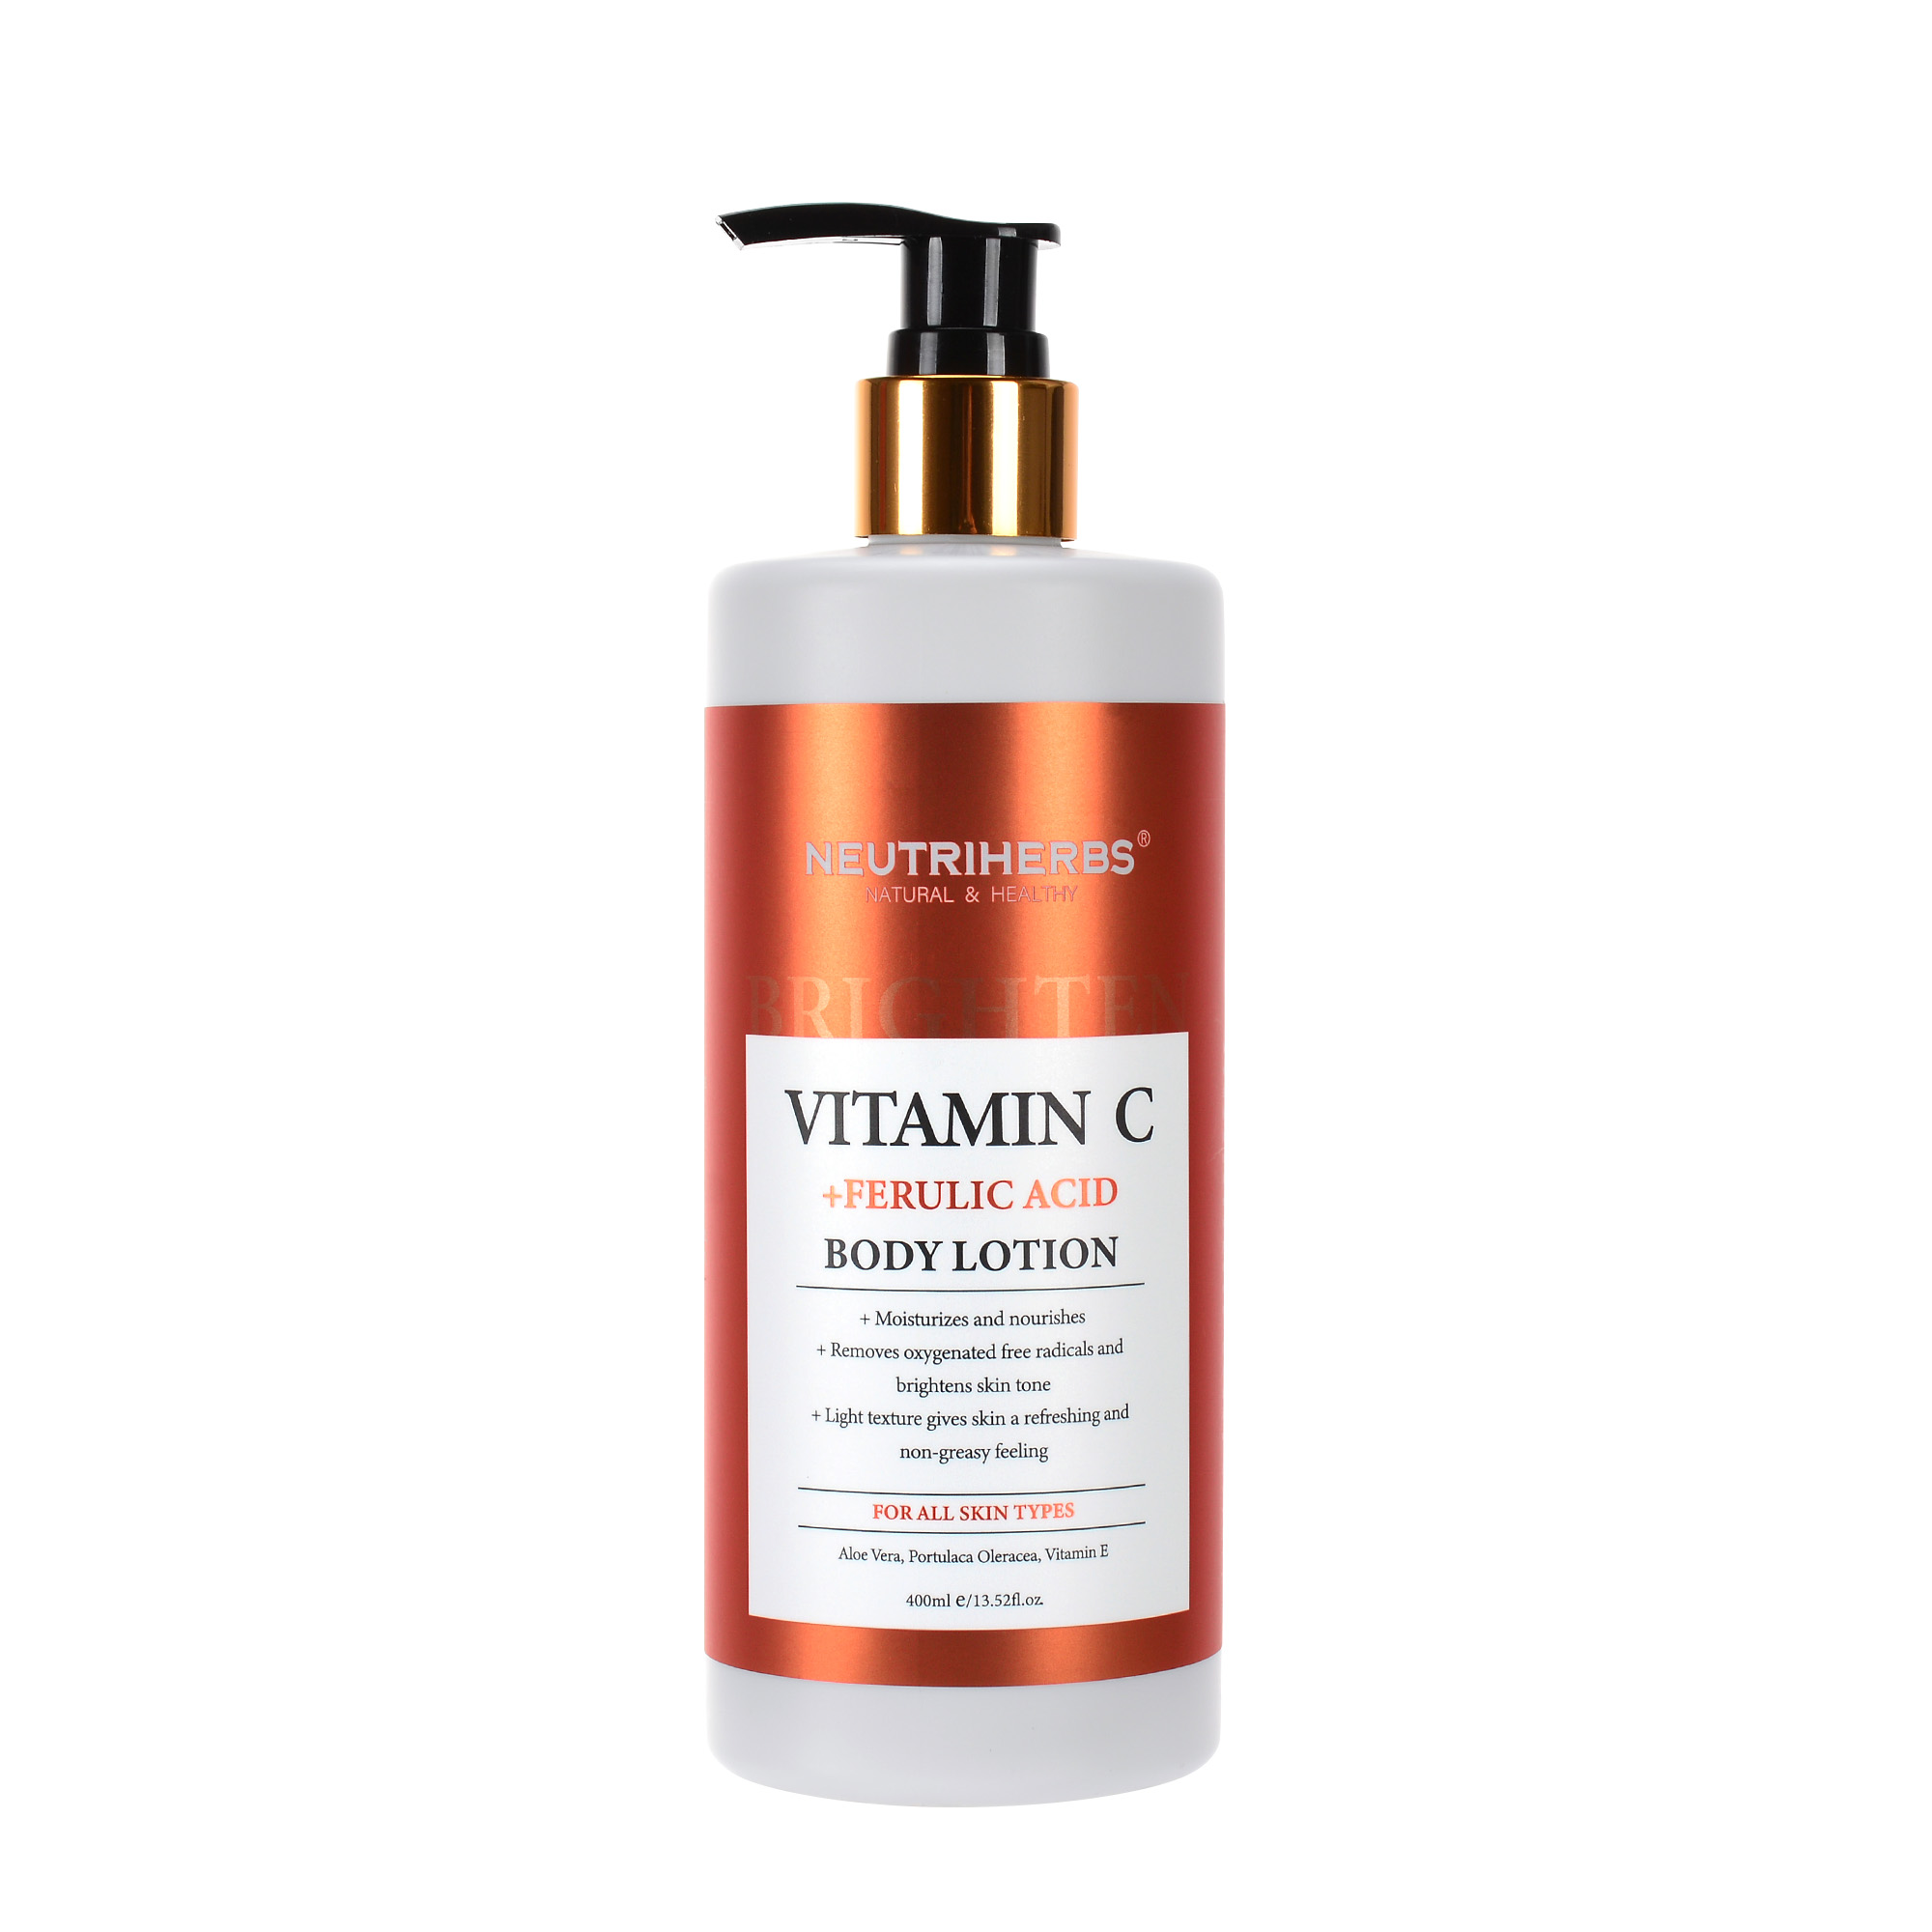 NEUTRIHERBS®
NATURAL & HEALTHY
BRIGHTEN
VITAMIN C
+FERULIC ACID
BODY LOTION
+ Moisturizes and nourishes
+ Removes oxygenated free radicals and
brightens skin tone
+ Light texture gives skin a refreshing and
non-greasy feeling
FOR ALL SKIN TYPES
Aloe Vera, Portulaca Oleracea, Vitamin E
400ml e/13.52fl.oz.